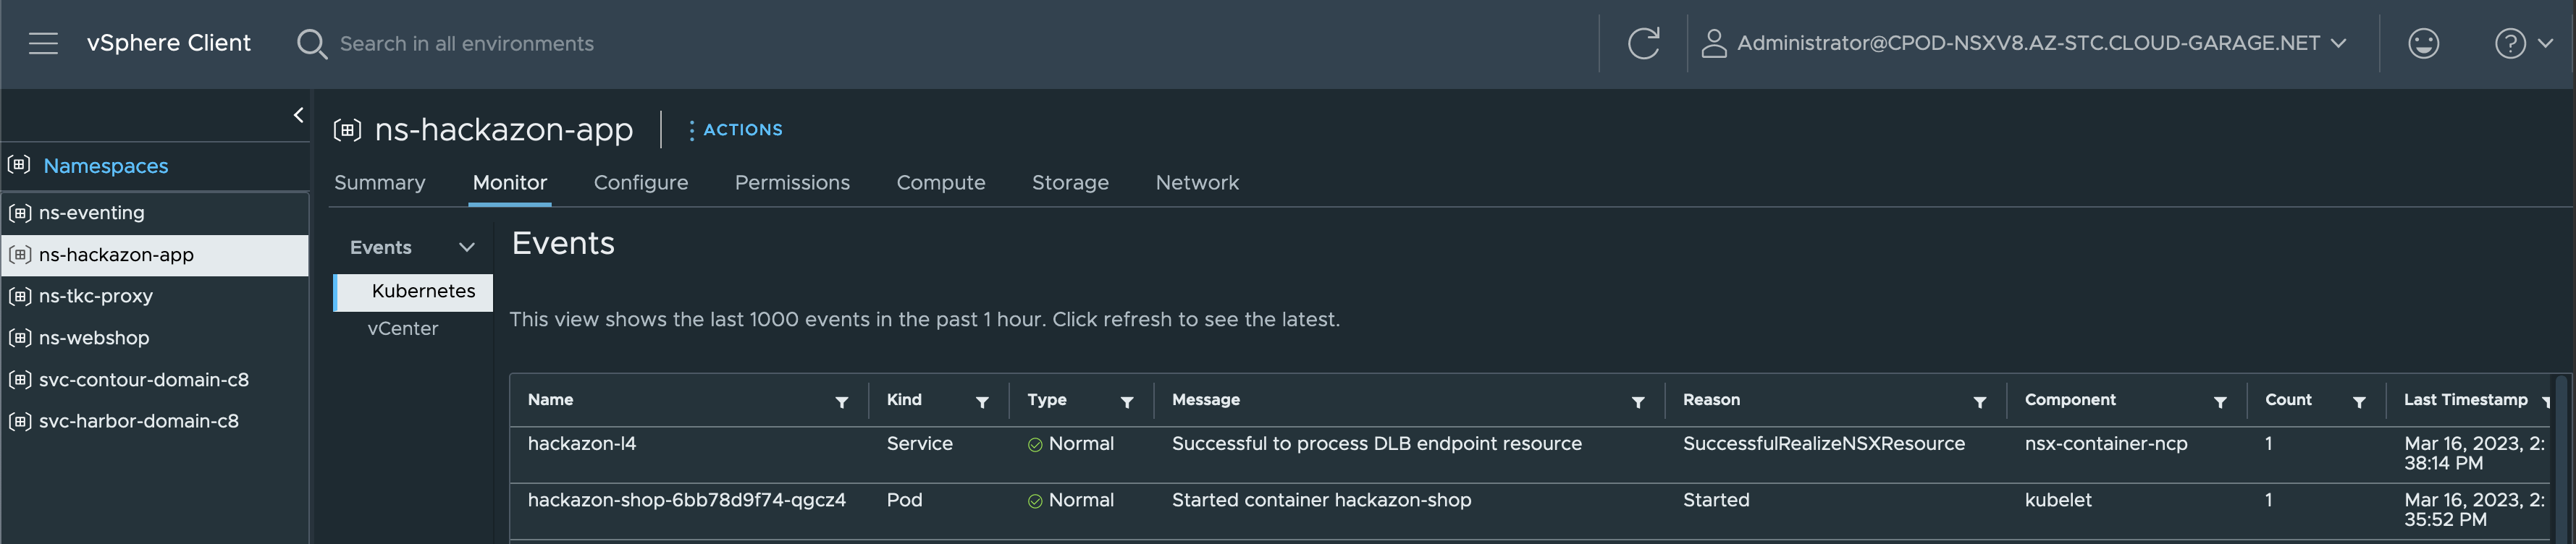 vSphere Client
Search in all environments
Administrator@CPOD-NSXV8.AZ-STC.CLOUD-GARAGE.NET
Namespaces
ns-eventing
ns-hackazon-app
ns-tkc-proxy
ns-webshop
svc-contour-domain-c8
svc-harbor-domain-c8
ns-hackazon-app
ACTIONS
Summary Monitor Configure Permissions Compute Storage Network
Events
Kubernetes
vCenter
Events
This view shows the last 1000 events in the past 1 hour. Click refresh to see the latest.
Name Kind Type Message Reason Component Count Last Timestamp
hackazon-l4 Service Normal Successful to process DLB endpoint resource SuccessfulRealizeNSXResource nsx-container-ncp 1 Mar 16, 2023, 2:
38:14 PM
hackazon-shop-6bb78d9f74-qgcz4 Pod Normal Started container hackazon-shop Started kubelet 1 Mar 16, 2023, 2:
35:52 PM